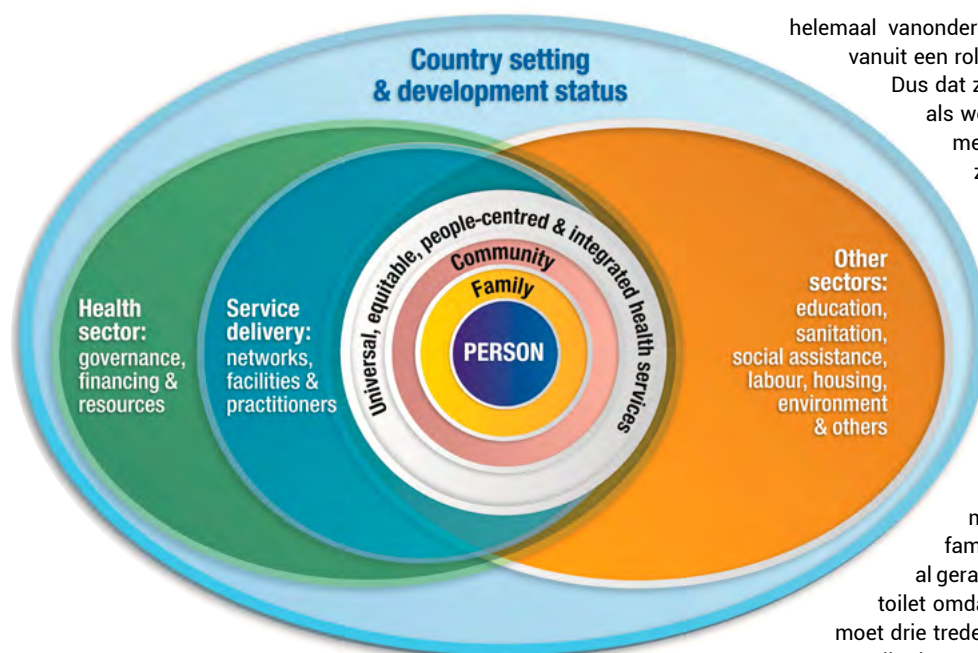 Country setting
& development status
Health
sector:
governance,
financing &
resources
Service
delivery:
networks,
facilities &
practitioners
Universal, equitable, people-centred & integrated health services
Community
Family
PERSON
Other
sectors:
education,
sanitation,
social assistance,
labour, housing,
environment
& others
helemaal vanonder
vanuit een rol
Dus dat z
als we
me
z
m
fam
al gera
toilet omda
moet drie trede